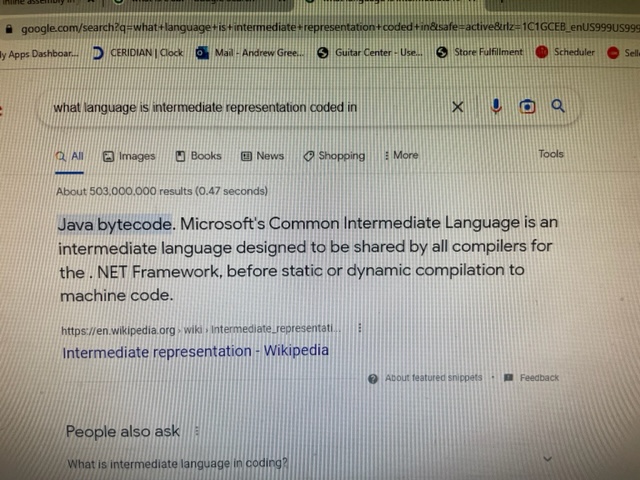 google.com/search?q=what+language+is+intermediate+representation+coded+in&safe=active&rlz=1C1GCEB_enUS999US999
y Apps Dashboar... CERIDIAN | Clock Mail - Andrew Gree... Guitar Center - Use... Store Fulfillment Scheduler Sell
what language is intermediate representation coded in
All Images Books News Shopping More Tools
About 503,000,000 results (0.47 seconds)
Java bytecode. Microsoft's Common Intermediate Language is an
intermediate language designed to be shared by all compilers for
the . NET Framework, before static or dynamic compilation to
machine code.
https://en.wikipedia.org › wiki › Intermediate_representati...
Intermediate representation - Wikipedia
About featured snippets • Feedback
People also ask
What is intermediate language in coding?